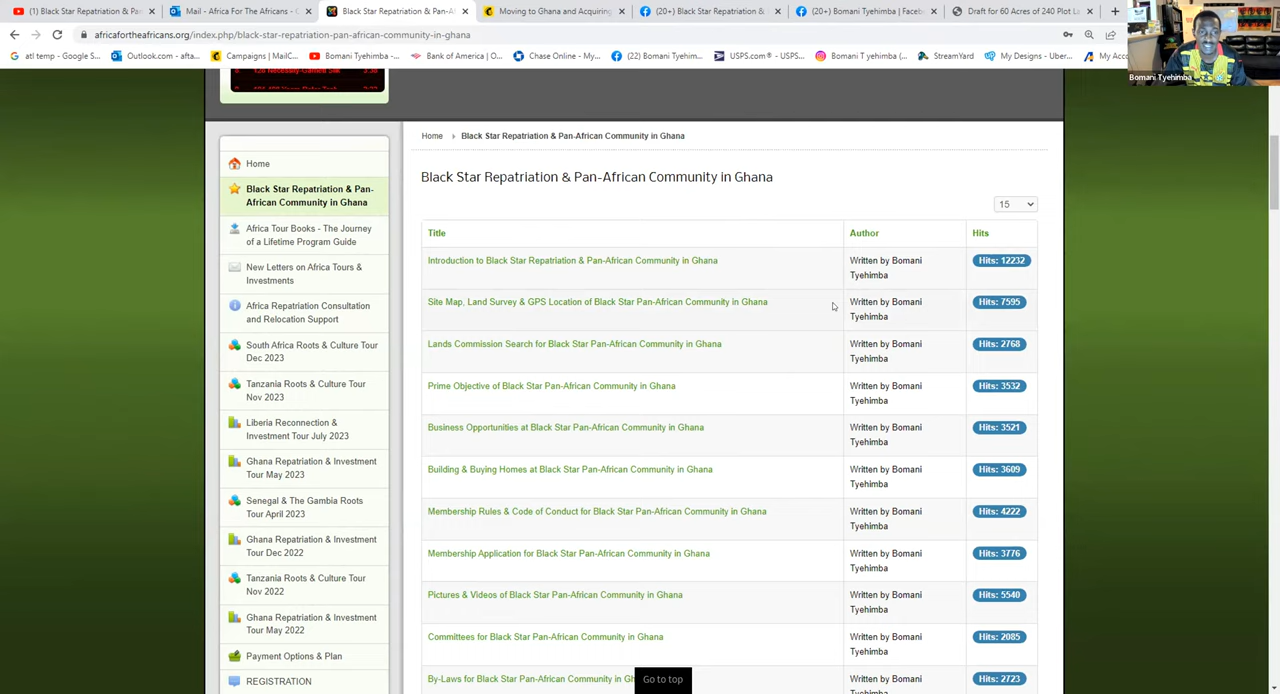 (1) Black Star Repatriation & Pan
Mail - Africa For The Africans - O
Black Star Repatriation & Pan-A
Moving to Ghana and Acquiring
(20+) Black Star Repatriation &
(20+) Bomani Tyehimba | Faceb
Draft for 60 Acres of 240 Plot La
africafortheafricans.org/index.php/black-star-repatriation-pan-african-community-in-ghana
atl temp - Google S...
Outlook.com - afta...
Campaigns | M...
Bomani Tyehimba -...
Bank of America | O...
Chase Online - My...
(22) Bomani Tyehim...
USPS.com® - USPS...
Bomani T yehimba (...
StreamYard
My Designs - Uber...
My Acco
Bomani Tyehimba
Home
Black Star Repatriation & Pan-African Community in Ghana
Home
Black Star Repatriation & Pan-
African Community in Ghana
Africa Tour Books - The Journey
of a Lifetime Program Guide
New Letters on Africa Tours &
Investments
Africa Repatriation Consultation
and Relocation Support
South Africa Roots & Culture Tour
Dec 2023
Tanzania Roots & Culture Tour
Nov 2023
Liberia Reconnection &
Investment Tour July 2023
Ghana Repatriation & Investment
Tour May 2023
Senegal & The Gambia Roots
Tour April 2023
Ghana Repatriation & Investment
Tour Dec 2022
Tanzania Roots & Culture Tour
Nov 2022
Ghana Repatriation & Investment
Tour May 2022
Payment Options & Plan
REGISTRATION
Black Star Repatriation & Pan-African Community in Ghana
15
Title Author Hits
Introduction to Black Star Repatriation & Pan-African Community in Ghana Written by Bomani Hits: 12232
Tyehimba
Site Map, Land Survey & GPS Location of Black Star Pan-African Community in Ghana Written by Bomani Hits: 7595
Tyehimba
Lands Commission Search for Black Star Pan-African Community in Ghana Written by Bomani Hits: 2768
Tyehimba
Prime Objective of Black Star Pan-African Community in Ghana Written by Bomani Hits: 3532
Tyehimba
Business Opportunities at Black Star Pan-African Community in Ghana Written by Bomani Hits: 3521
Tyehimba
Building & Buying Homes at Black Star Pan-African Community in Ghana Written by Bomani Hits: 3609
Tyehimba
Membership Rules & Code of Conduct for Black Star Pan-African Community in Ghana Written by Bomani Hits: 4222
Tyehimba
Membership Application for Black Star Pan-African Community in Ghana Written by Bomani Hits: 3776
Tyehimba
Pictures & Videos of Black Star Pan-African Community in Ghana Written by Bomani Hits: 5540
Tyehimba
Committees for Black Star Pan-African Community in Ghana Written by Bomani Hits: 2085
Tyehimba
By-Laws for Black Star Pan-African Community in Written by Bomani Hits: 2723
Tyehimba
Go to top